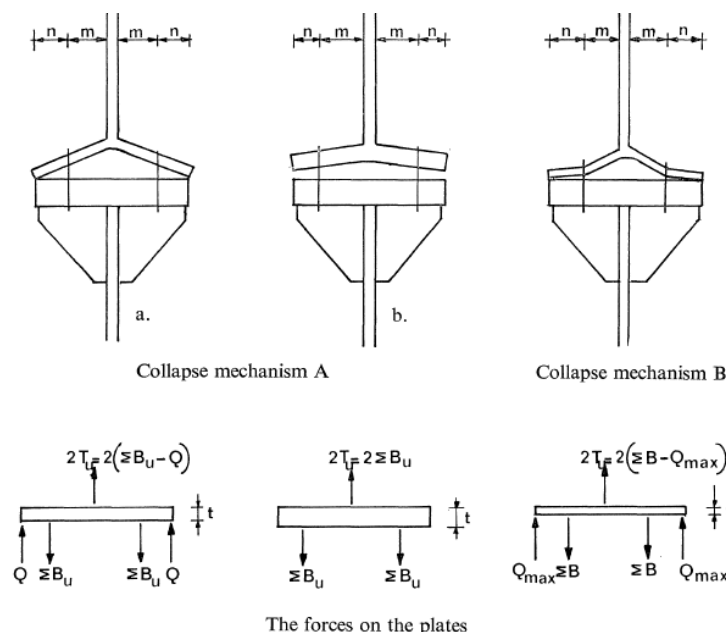 n m m n
n m m n
n m m n
a.
b.
Collapse mechanism A
Collapse mechanism B
2T_u=2(ΣB_u-Q)
2T_u=2ΣB_u
2T_u=2(ΣB-Q_max)
t
t
Q ΣB_u ΣB_u Q
ΣB_u ΣB_u
Q_max ΣB ΣB Q_max
The forces on the plates